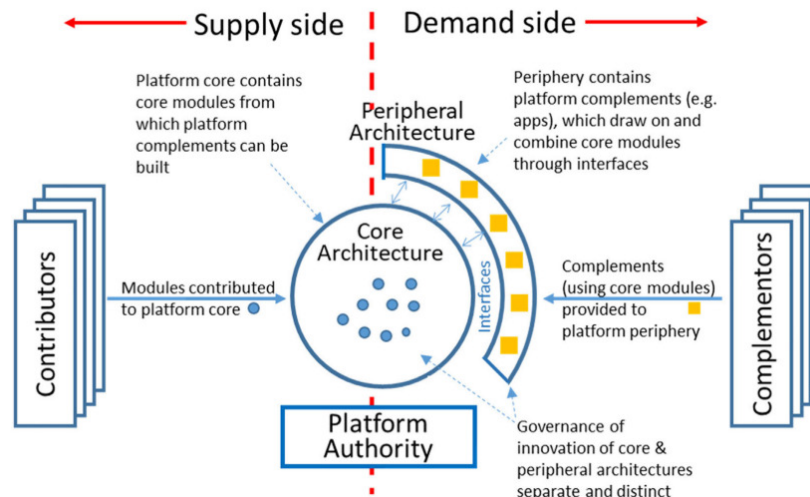 Supply side
Demand side
Platform core contains
core modules from
which platform
complements can be
built
Peripheral
Architecture
Periphery contains
platform complements (e.g.
apps), which draw on and
combine core modules
through interfaces
Contributors
Modules contributed
to platform core
Core
Architecture
Interfaces
Complements
(using core modules)
provided to
platform periphery
Complementors
Platform
Authority
Governance of
innovation of core &
peripheral architectures
separate and distinct